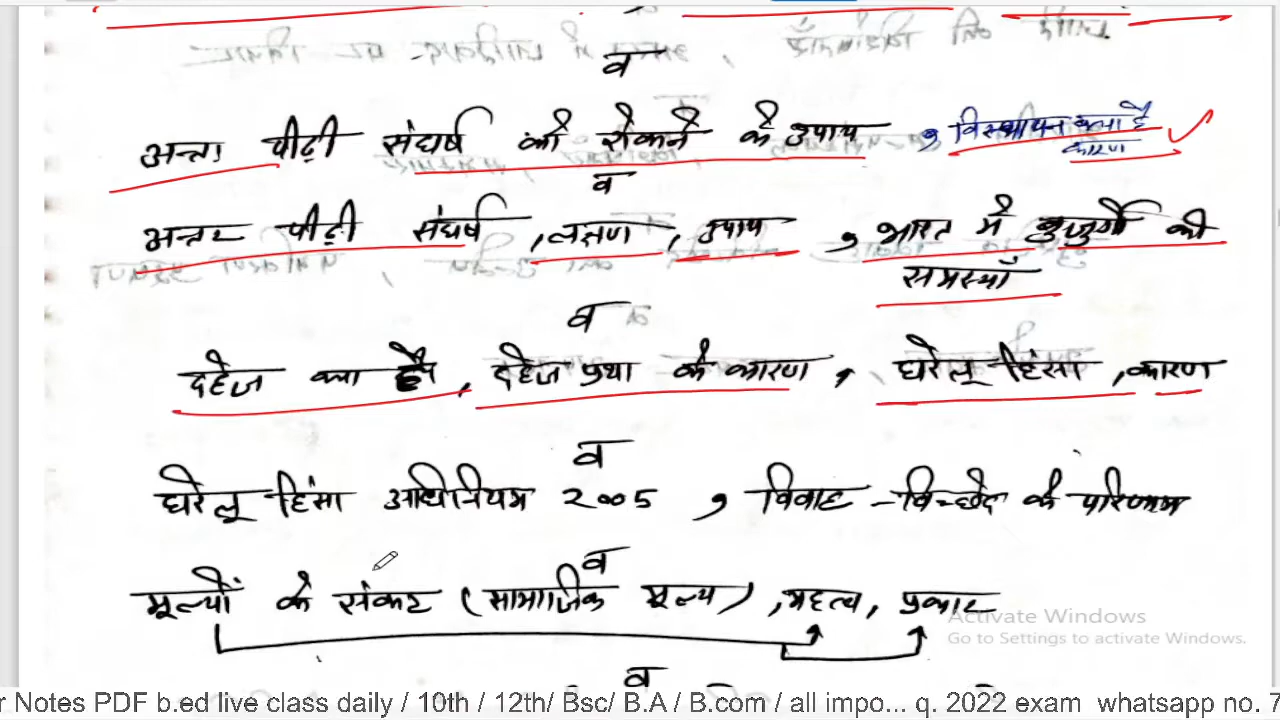 व
अन्तः पीढ़ी संघर्ष को रोकने के उपाय , विस्थापन क्या है
कारण
व
अन्तर पीढ़ी संघर्ष , लक्षण , उपाय , भारत में बुजुर्गो की
समस्याँ
व
दहेज क्या है , दहेज प्रथा के कारण , घरेलू हिंसा , कारण
व
घरेलू हिंसा अधिनियम २००5 , विवाह - विच्छेद के परिणाम
व
मूल्यों के संकट ( सामाजिक मूल्य ) , महत्व , प्रकार
Activate Windows
Go to Settings to activate Windows.
व
r Notes PDF b.ed live class daily / 10th / 12th/ Bsc/ B.A / B.com / all impo... q. 2022 exam whatsapp no. 7